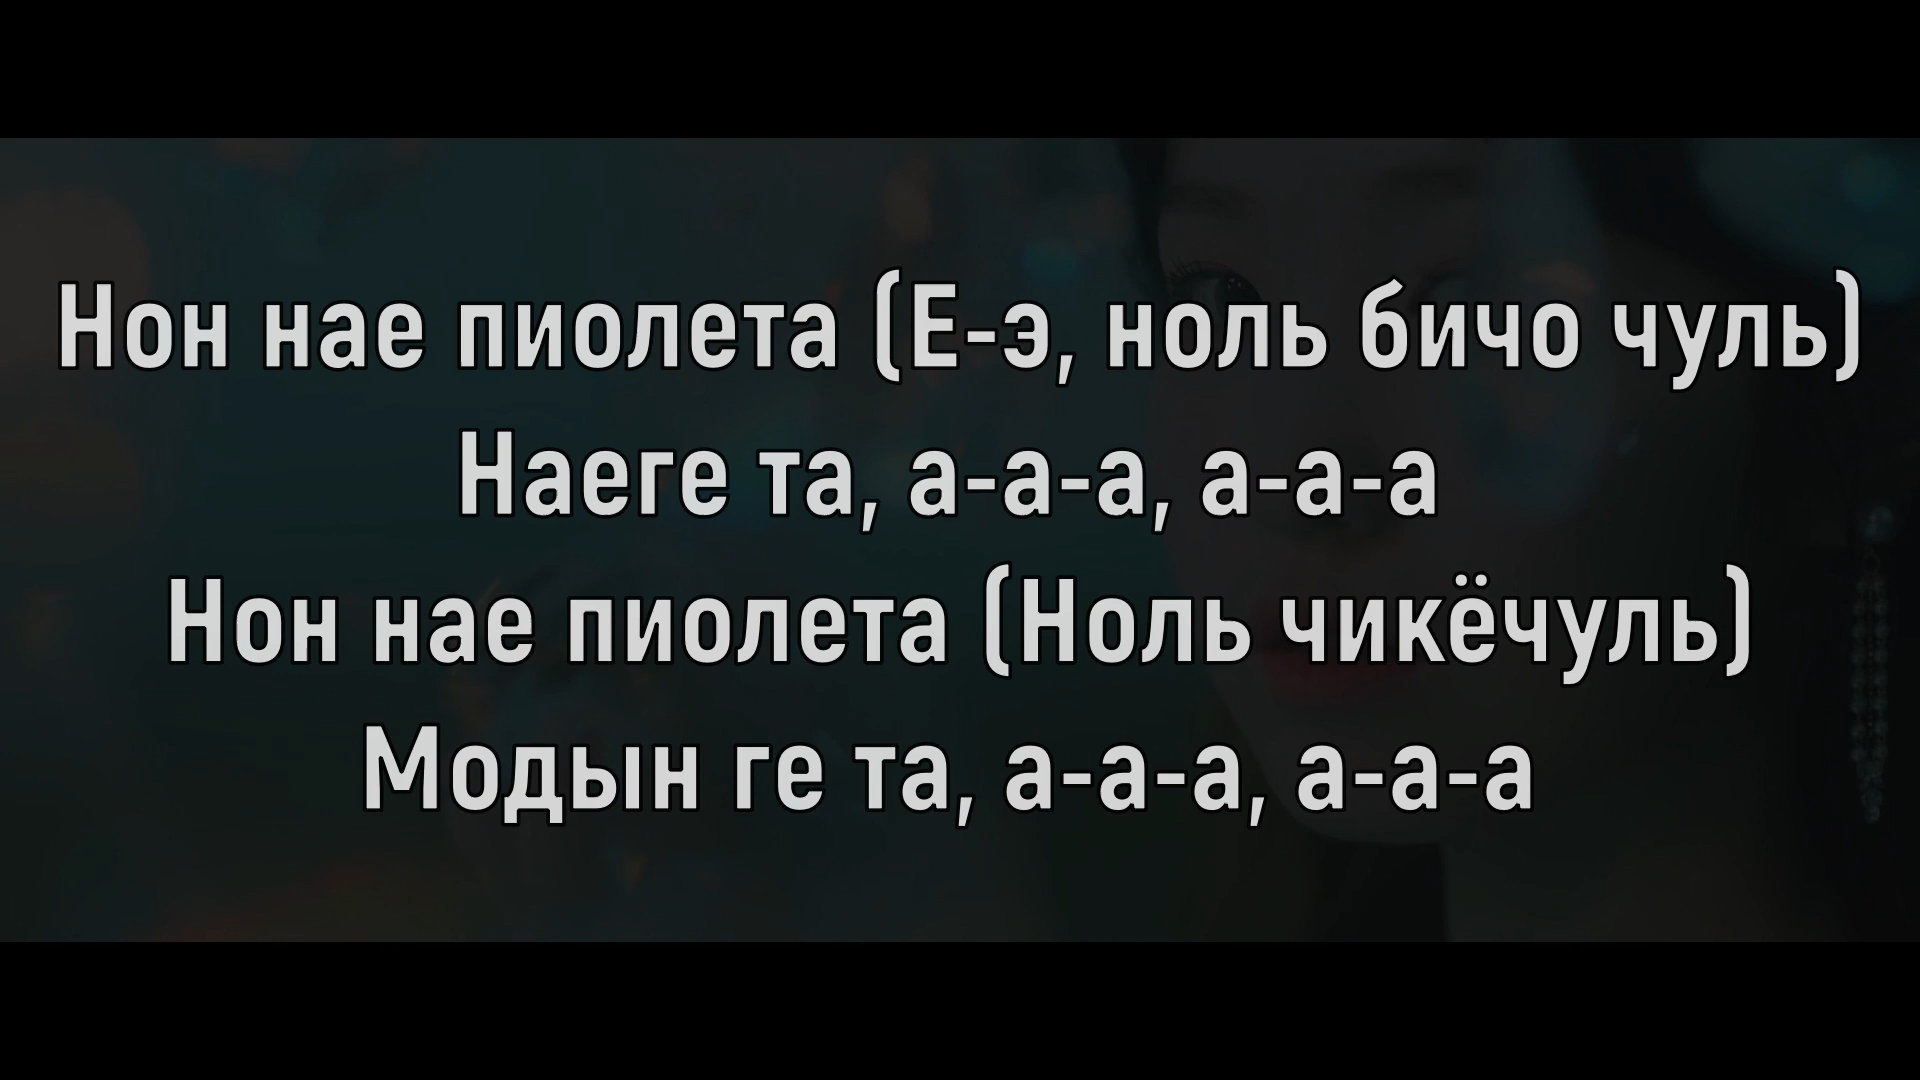 Нон нае пиолета (Е-э, ноль бичо чуль)
Наеге та, а-а-а, а-а-а
Нон нае пиолета (Ноль чикёчуль)
Модын ге та, а-а-а, а-а-а